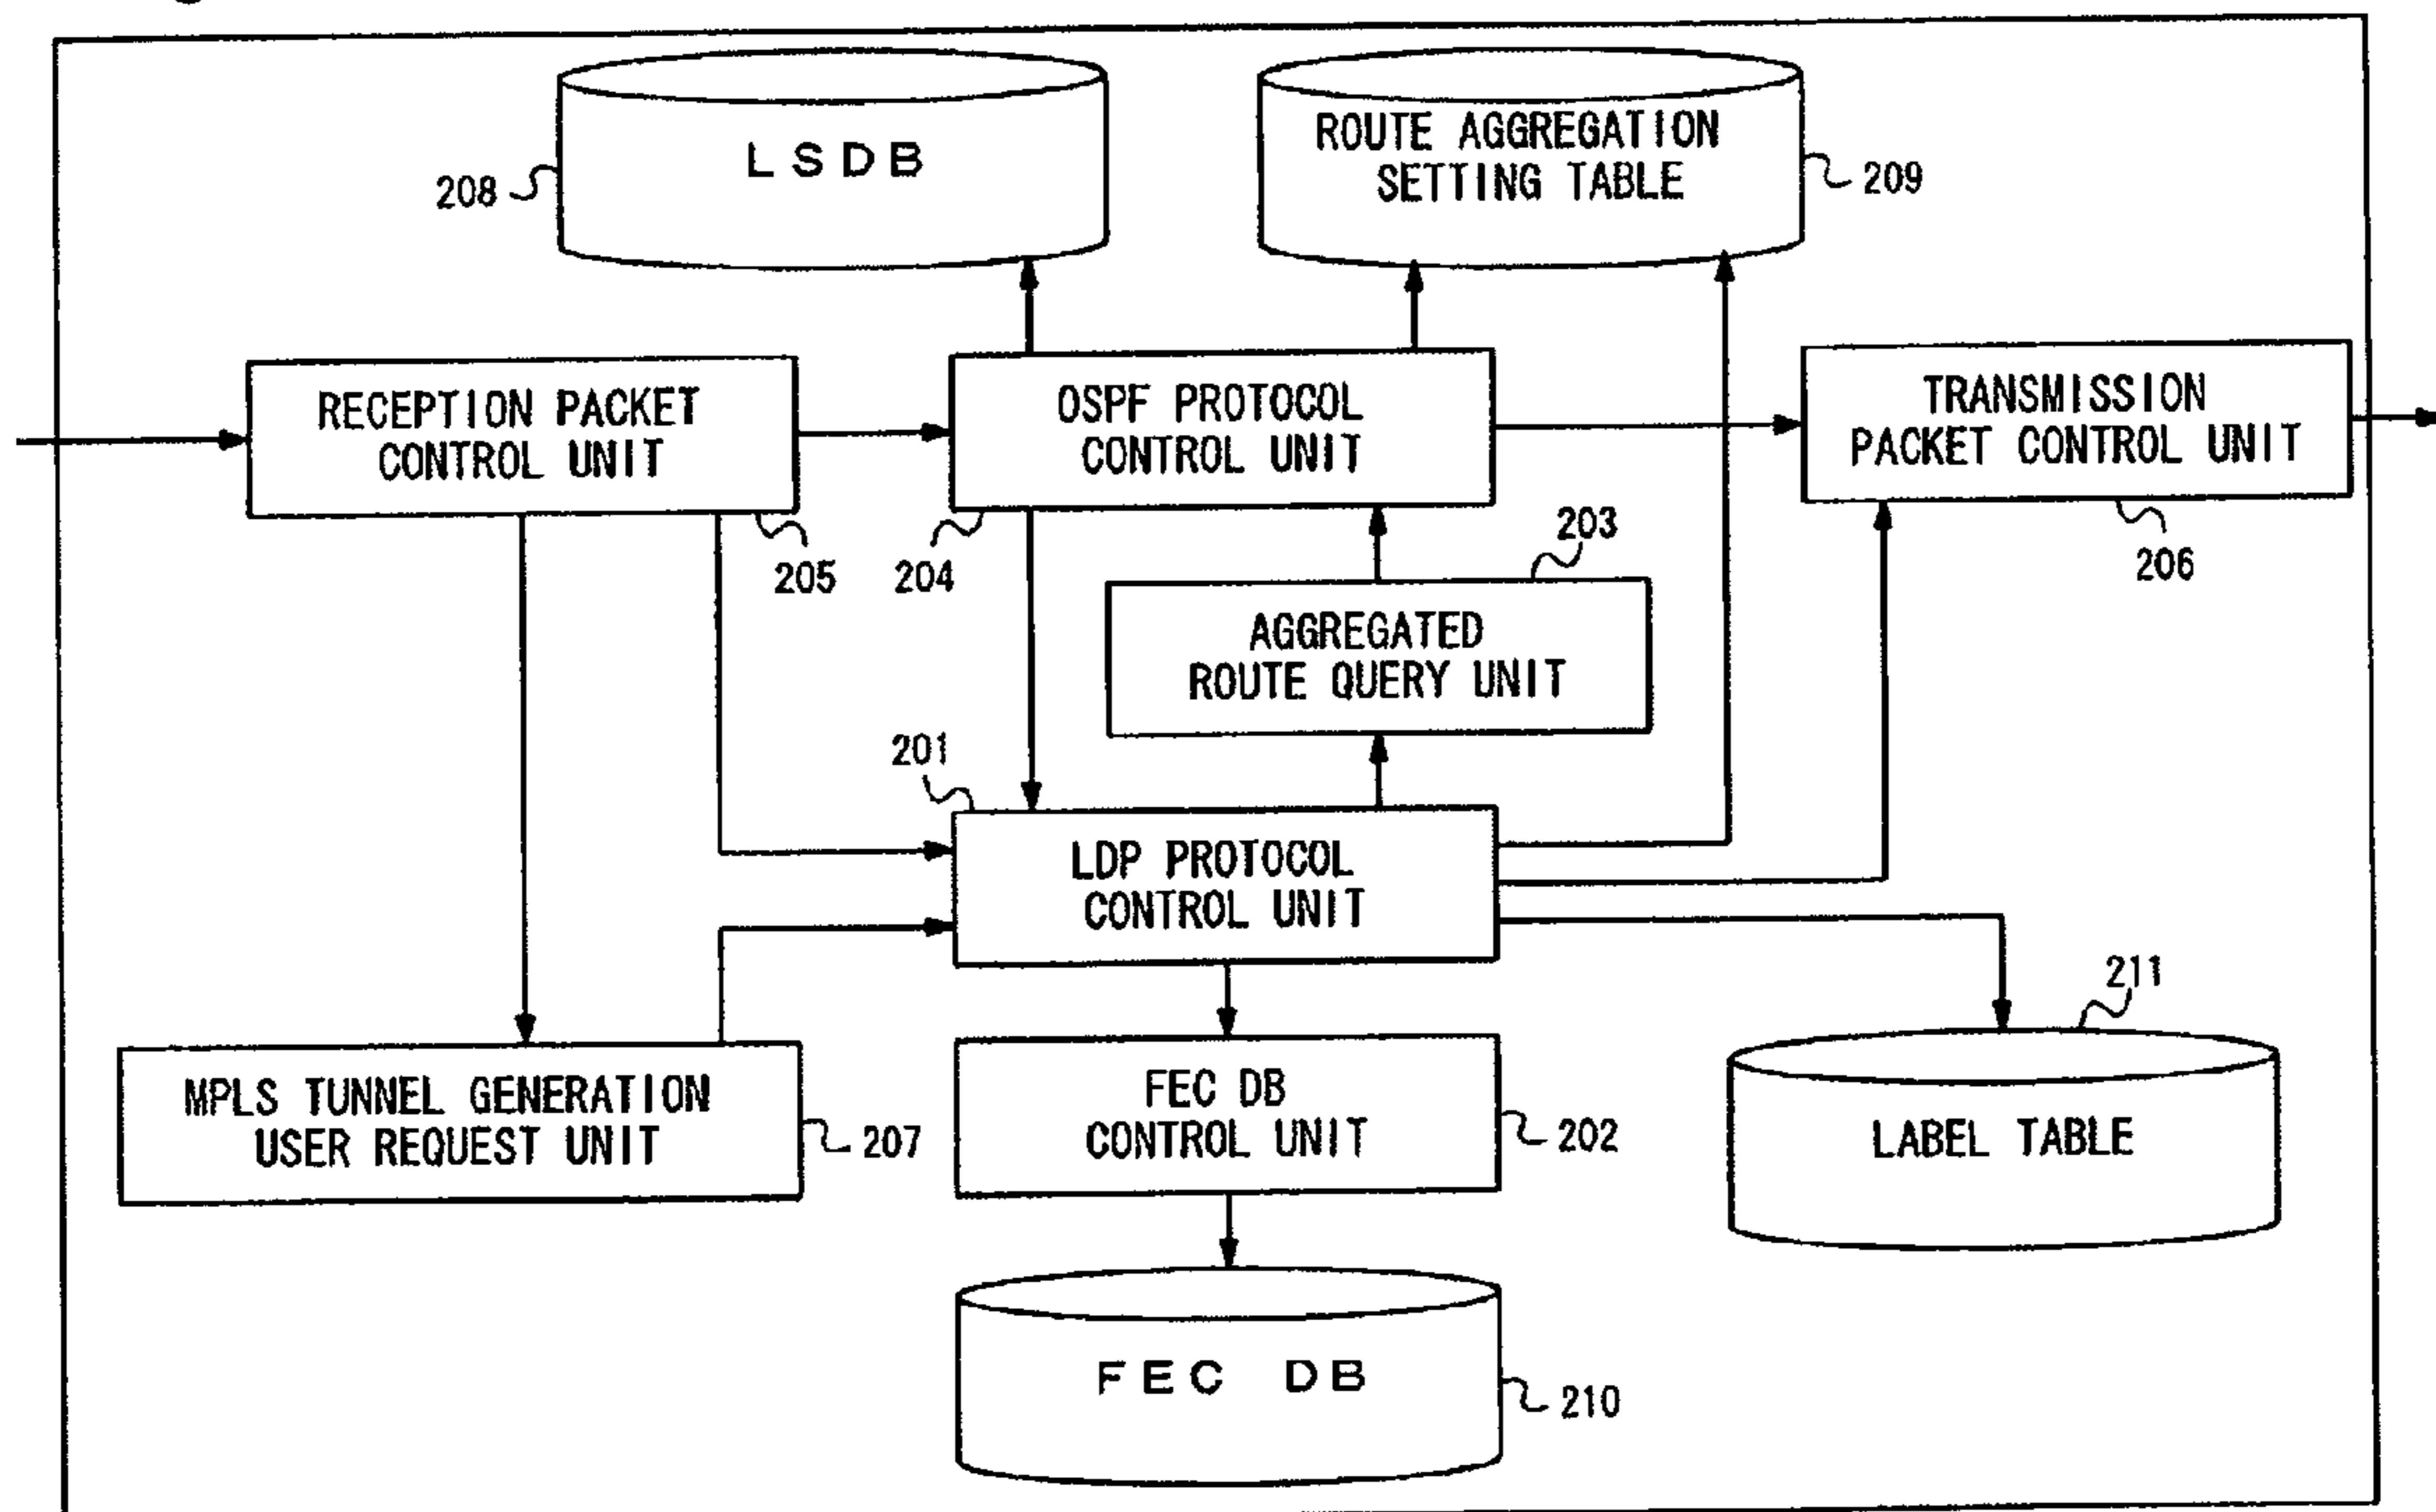 LSDB
208
ROUTE AGGREGATION
SETTING TABLE
209
RECEPTION PACKET
CONTROL UNIT
205
OSPF PROTOCOL
CONTROL UNIT
204
TRANSMISSION
PACKET CONTROL UNIT
206
203
AGGREGATED
ROUTE QUERY UNIT
201
LDP PROTOCOL
CONTROL UNIT
MPLS TUNNEL GENERATION
USER REQUEST UNIT
207
FEC DB
CONTROL UNIT
202
211
LABEL TABLE
FEC DB
210